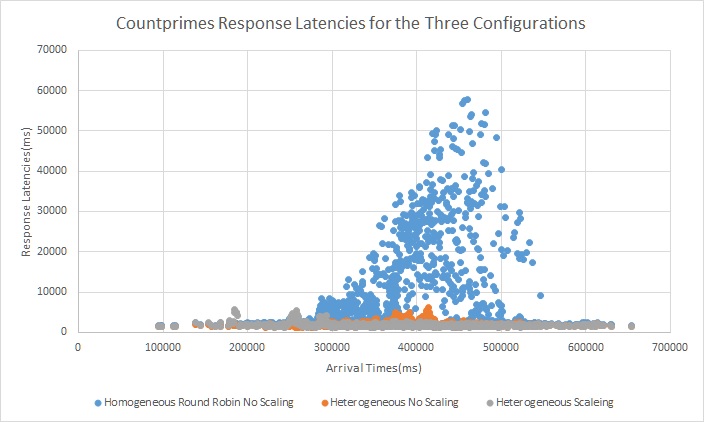 Countprimes Response Latencies for the Three Configurations
70000
60000
50000
40000
30000
20000
10000
0
Response Latencies(ms)
0 100000 200000 300000 400000 500000 600000 700000
Arrival Times(ms)
Homogeneous Round Robin No Scaling Heterogeneous No Scaling Heterogeneous Scaleing